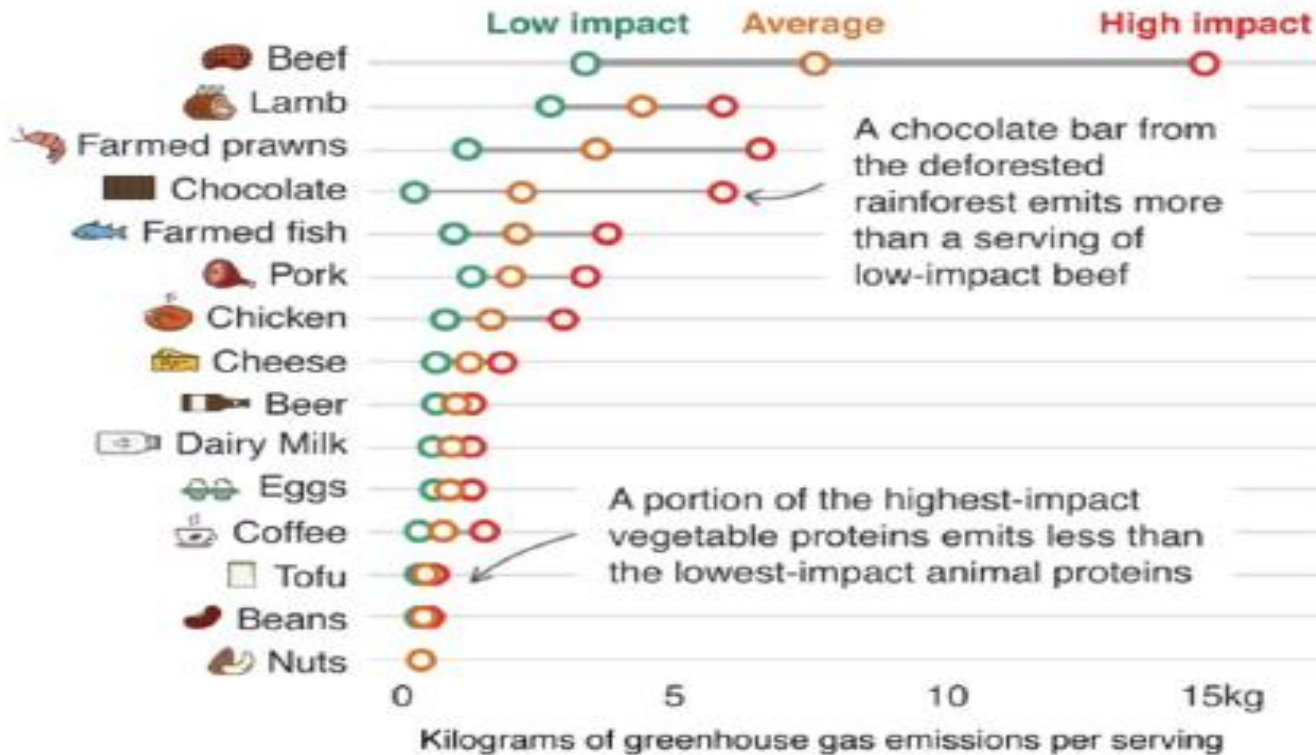 Low impact Average High impact
Beef
Lamb
Farmed prawns
Chocolate
A chocolate bar from
the deforested
rainforest emits more
than a serving of
low-impact beef
Farmed fish
Pork
Chicken
Cheese
Beer
Dairy Milk
Eggs
Coffee
A portion of the highest-impact
vegetable proteins emits less than
the lowest-impact animal proteins
Tofu
Beans
Nuts
0 5 10 15kg
Kilograms of greenhouse gas emissions per serving